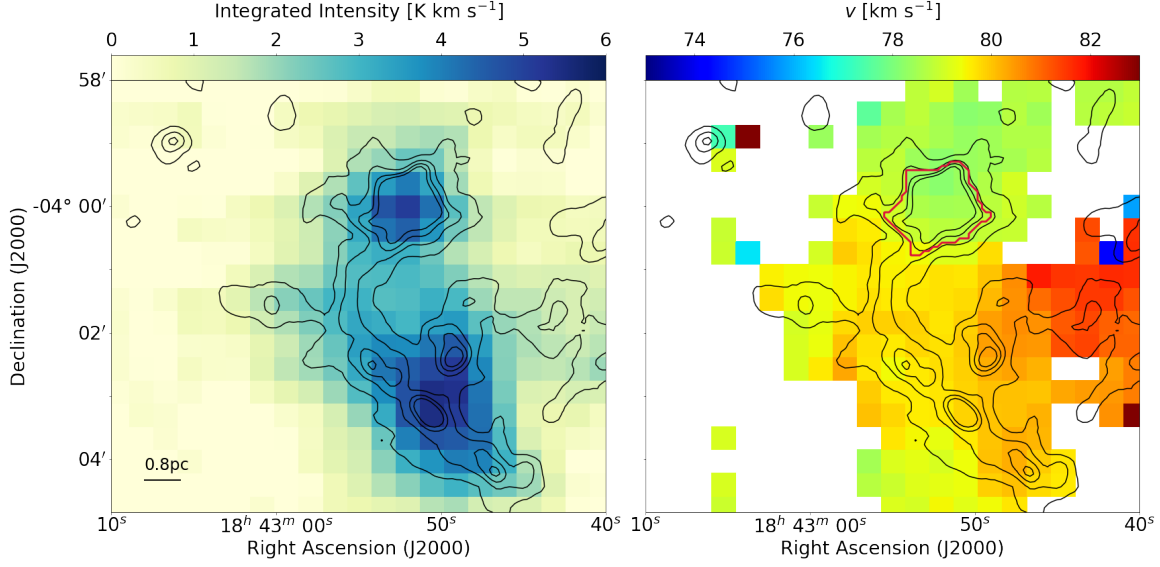 Integrated Intensity [K km s⁻¹]
0 1 2 3 4 5 6
58′
-04° 00′
02′
04′
Declination (J2000)
0.8pc
10ˢ 18ʰ 43ᵐ 00ˢ 50ˢ 40ˢ
Right Ascension (J2000)
v [km s⁻¹]
74 76 78 80 82
10ˢ 18ʰ 43ᵐ 00ˢ 50ˢ 40ˢ
Right Ascension (J2000)